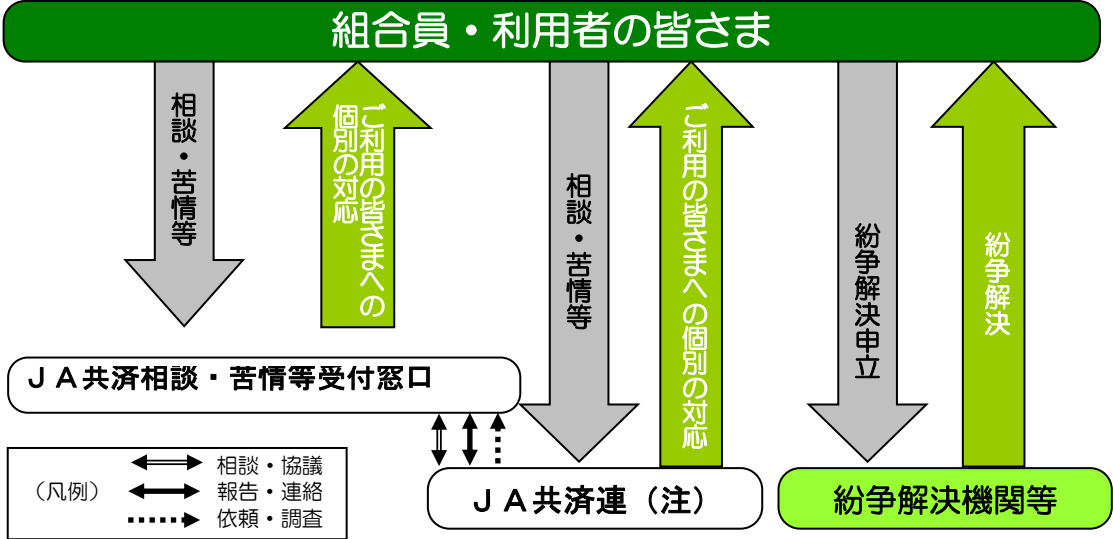 組合員・利用者の皆さま
相談・苦情等
ご利用の皆さまへの
個別の対応
相談・苦情等
ご利用の皆さまへの個別の対応
紛争解決申立
紛争解決
ＪＡ共済相談・苦情等受付窓口
ＪＡ共済連（注）
紛争解決機関等
（凡例）
相談・協議
報告・連絡
依頼・調査